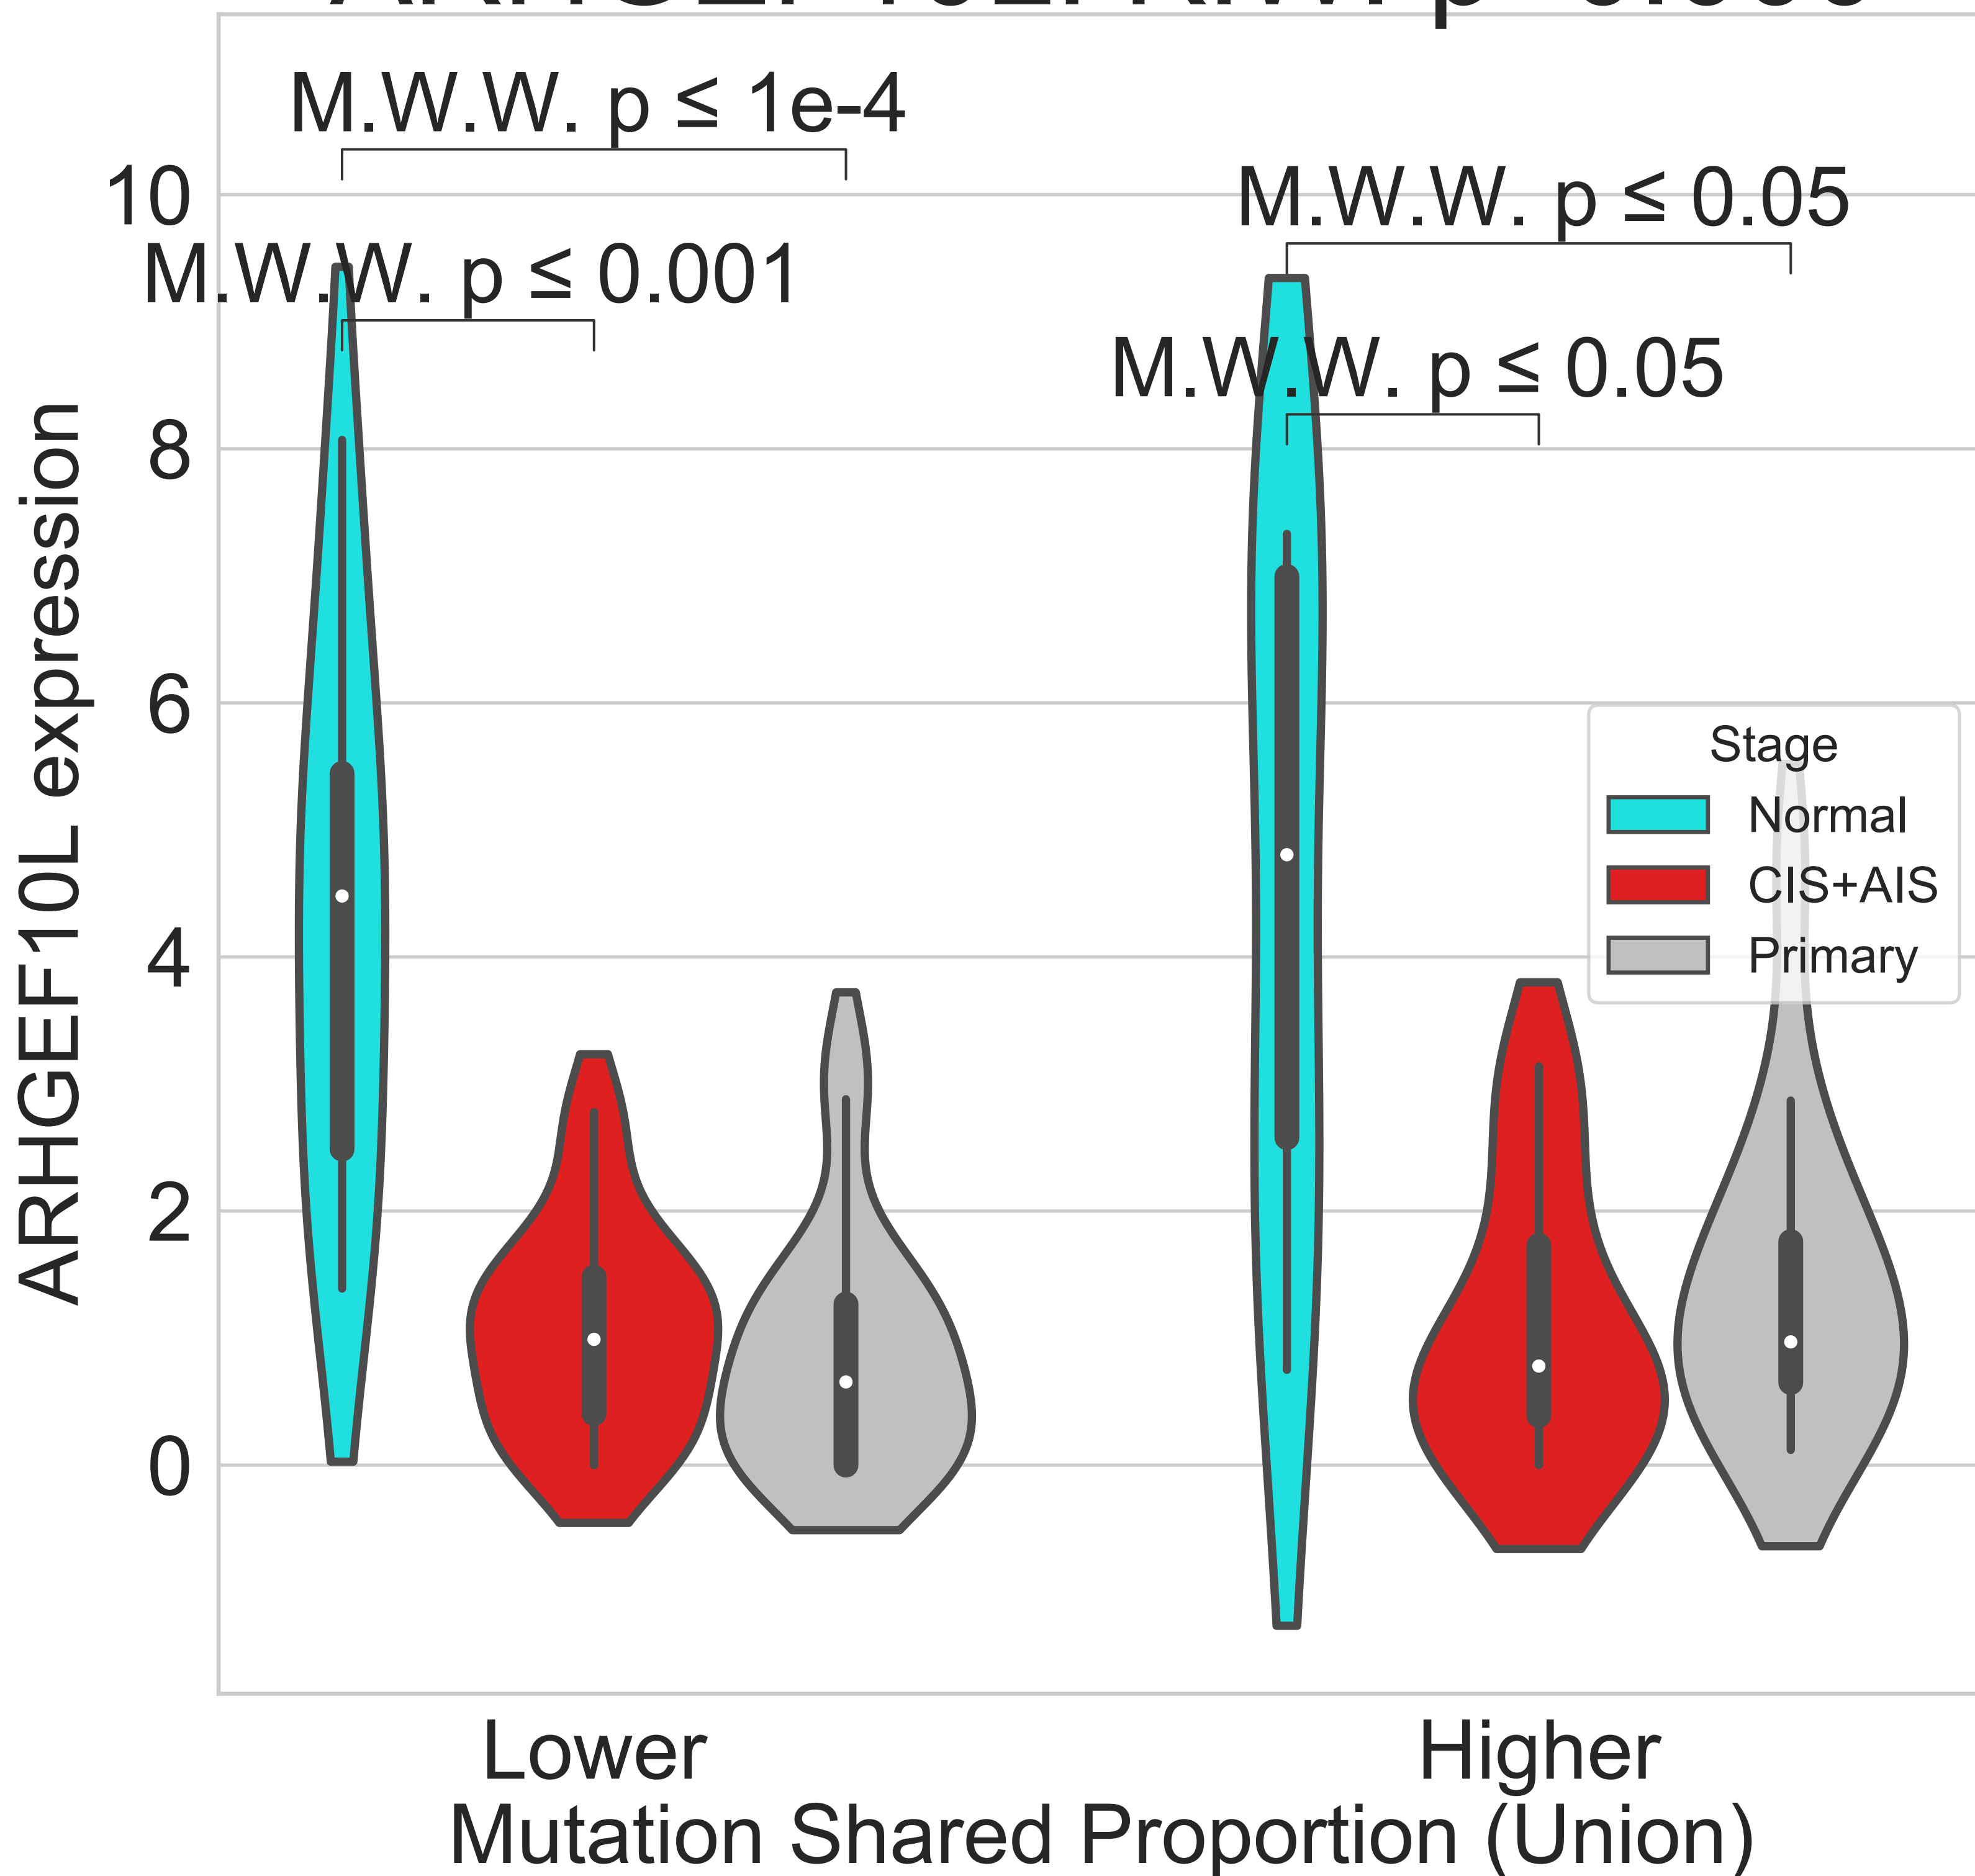 M.W.W. p ≤ 1e-4
M.W.W. p ≤ 0.05
M.W.W. p ≤ 0.001
M.W.W. p ≤ 0.05
10
8
6
4
2
0
ARHGEF10L expression
Stage
Normal
CIS+AIS
Primary
Lower
Higher
Mutation Shared Proportion (Union)